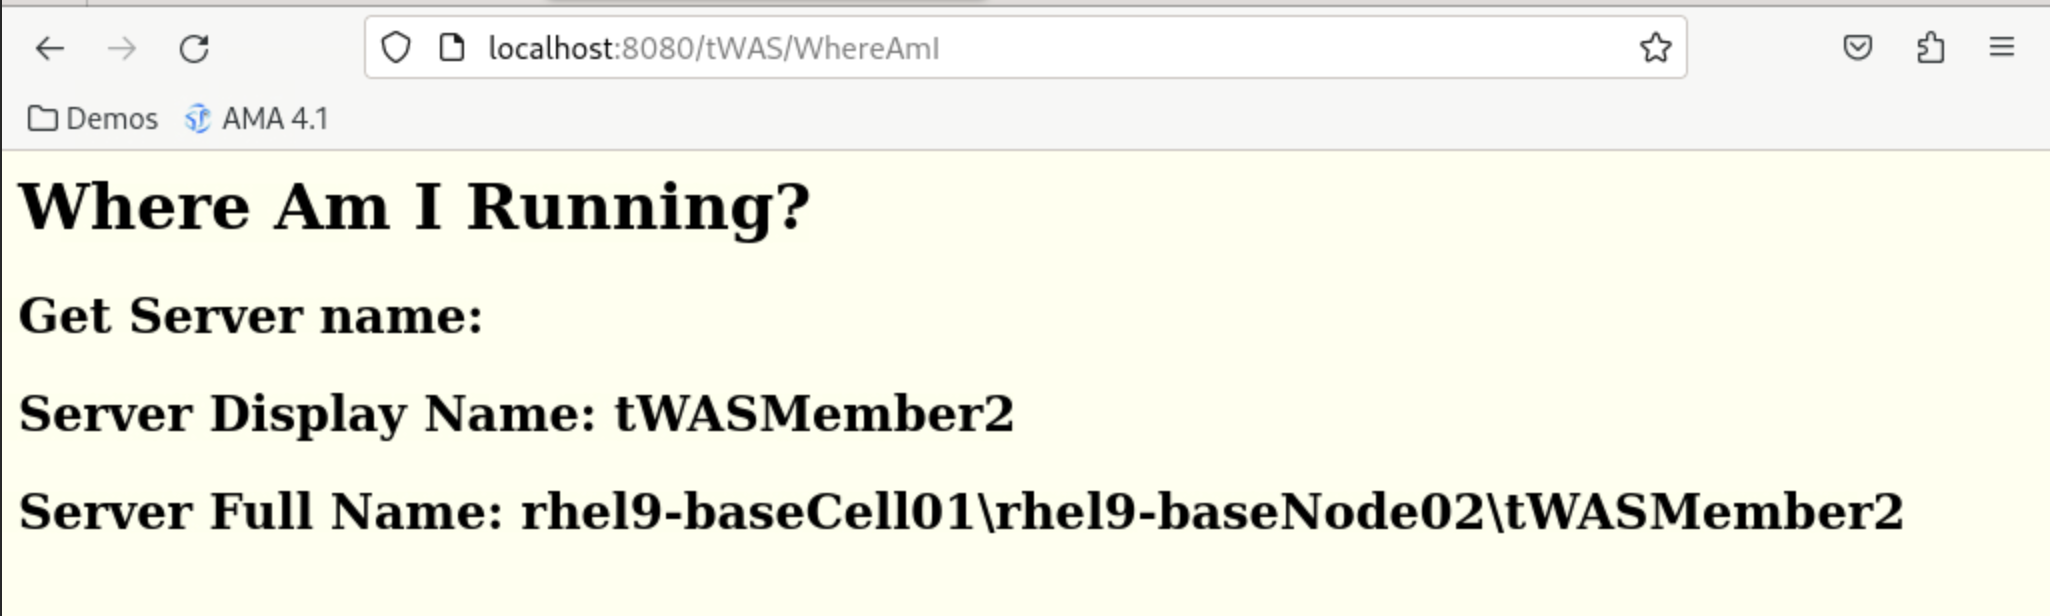 localhost:8080/tWAS/WhereAmI
Demos AMA 4.1
Where Am I Running?
Get Server name:
Server Display Name: tWASMember2
Server Full Name: rhel9-baseCell01\rhel9-baseNode02\tWASMember2